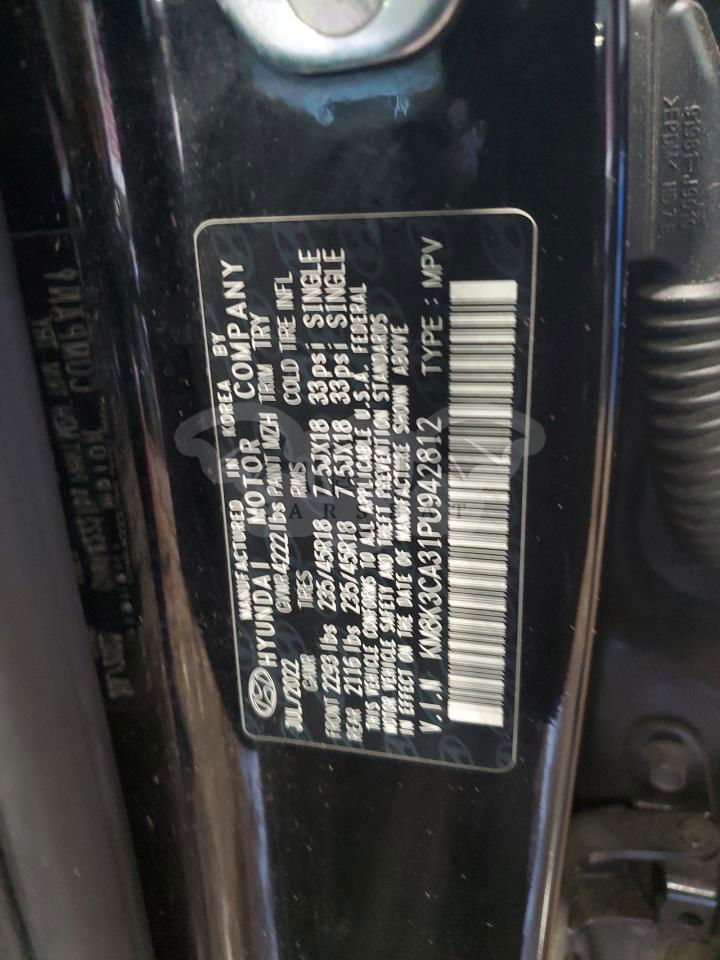 MANUFACTURED IN KOREA BY
HYUNDAI MOTOR COMPANY
JUL/2022 GVWR 4222 lbs PAINT MZH TRIM TRY
GAWR TIRES RIMS COLD TIRE INFL
FRONT 2293 lbs 235/45R18 7.5JX18 33psi SINGLE
REAR 2116 lbs 235/45R18 7.5JX18 33psi SINGLE
THIS VEHICLE CONFORMS TO ALL APPLICABLE U.S.A. FEDERAL
MOTOR VEHICLE SAFETY AND THEFT PREVENTION STANDARDS
IN EFFECT ON THE DATE OF MANUFACTURE SHOWN ABOVE
V.I.N KM8K3CA31PU942812 TYPE : MPV